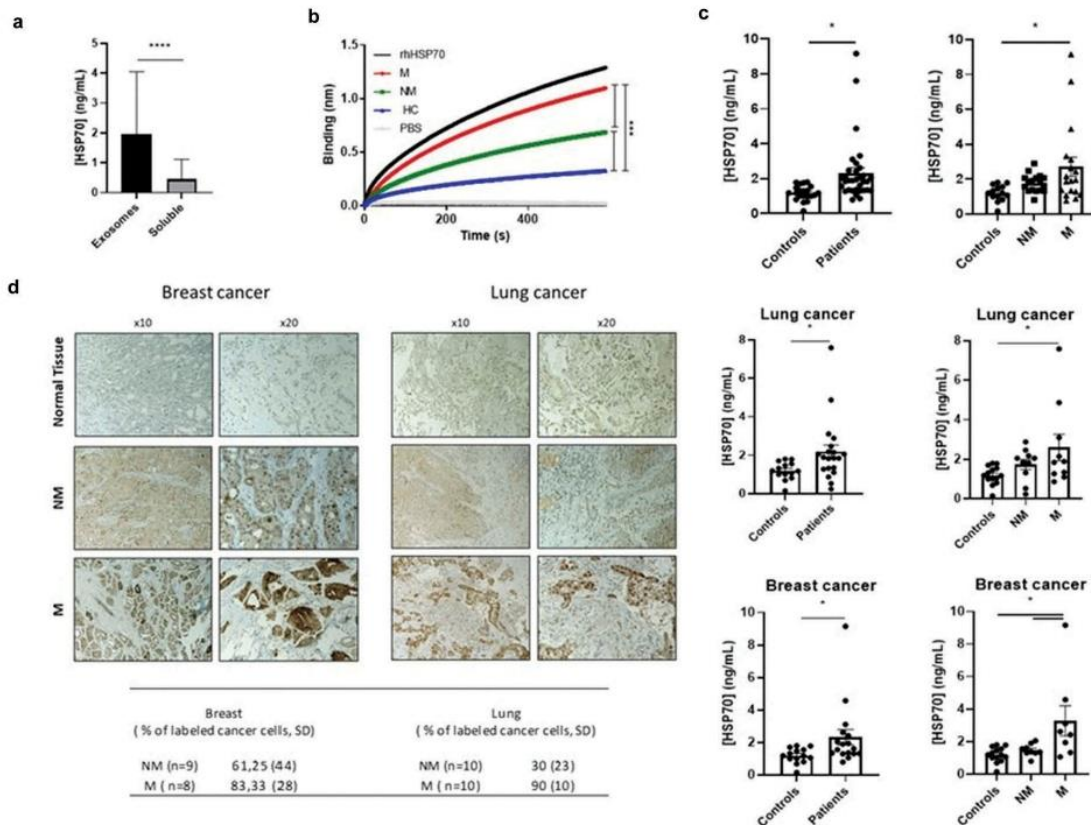 a
****
[HSP70] (ng/mL)
5
4
3
2
1
0
Exosomes
Soluble
b
Binding (nm)
1.5
1.0
0.5
0.0
rhHSP70
M
NM
HC
PBS
***
0
200
400
Time (s)
c
*
[HSP70] (ng/mL)
10
8
6
4
2
0
Controls
Patients
*
[HSP70] (ng/mL)
10
8
6
4
2
0
Controls
NM
M
Lung cancer
*
[HSP70] (ng/mL)
8
6
4
2
0
Controls
Patients
Lung cancer
*
[HSP70] (ng/mL)
8
6
4
2
0
Controls
NM
M
Breast cancer
*
[HSP70] (ng/mL)
10
8
6
4
2
0
Controls
Patients
Breast cancer
*
[HSP70] (ng/mL)
10
8
6
4
2
0
Controls
NM
M
d
Breast cancer
Lung cancer
x10
x20
x10
x20
Normal Tissue
NM
M
Breast
( % of labeled cancer cells, SD)
Lung
( % of labeled cancer cells, SD)
NM (n=9) 61,25 (44) NM (n=10) 30 (23)
M ( n=8) 83,33 (28) M (n=10) 90 (10)